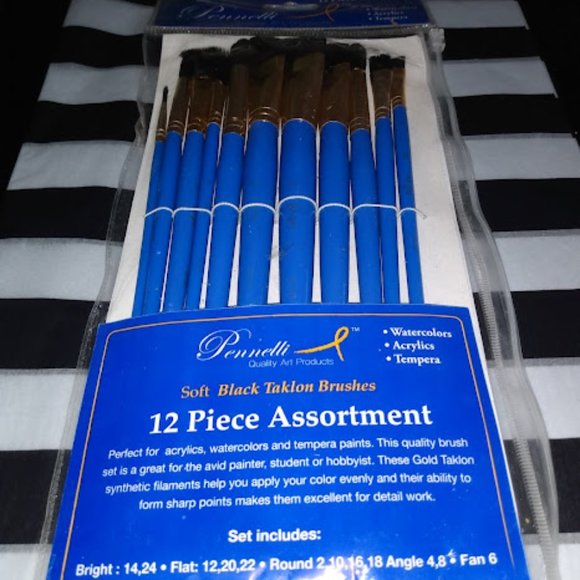 Pennelli
• Acrylics
• Tempera
Pennelli ™
Quality Art Products
• Watercolors
• Acrylics
• Tempera
Soft Black Taklon Brushes
12 Piece Assortment
Perfect for acrylics, watercolors and tempera paints. This quality brush
set is a great for the avid painter, student or hobbyist. These Gold Taklon
synthetic filaments help you apply your color evenly and their ability to
form sharp points makes them excellent for detail work.
Set includes:
Bright : 14,24 • Flat: 12,20,22 • Round 2,10,16,18 Angle 4,8 • Fan 6